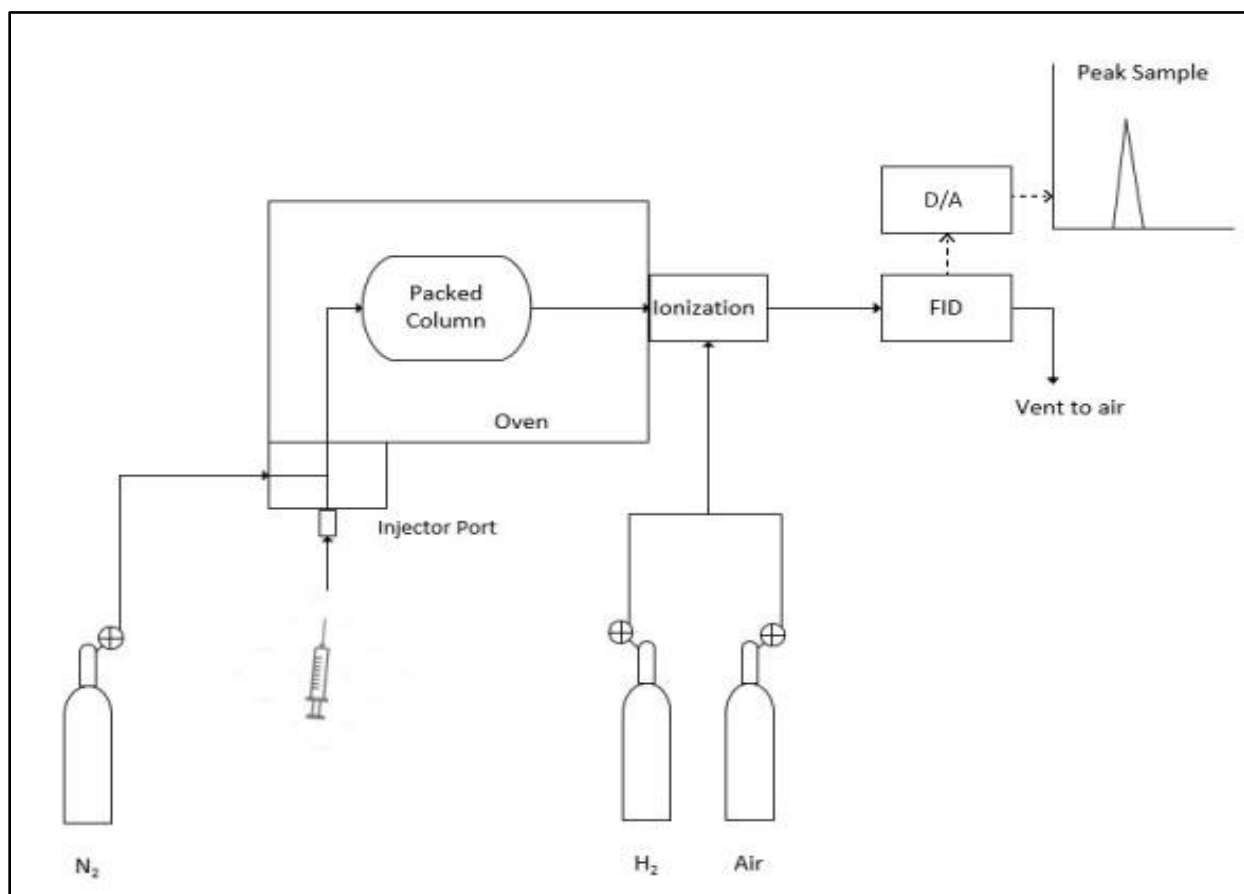 Peak Sample
D/A
Packed
Column
Ionization
FID
Oven
Vent to air
Injector Port
N₂
H₂
Air